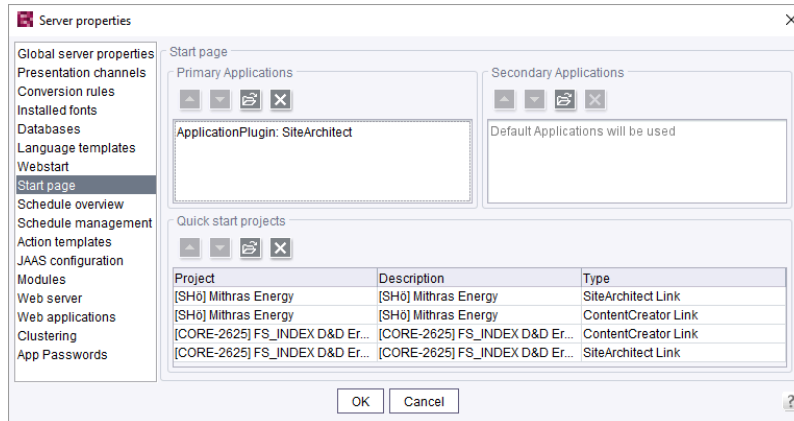 Server properties
Global server properties
Presentation channels
Conversion rules
Installed fonts
Databases
Language templates
Webstart
Start page
Schedule overview
Schedule management
Action templates
JAAS configuration
Modules
Web server
Web applications
Clustering
App Passwords
Start page
Primary Applications
ApplicationPlugin: SiteArchitect
Secondary Applications
Default Applications will be used
Quick start projects
Project Description Type
[SHö] Mithras Energy [SHö] Mithras Energy SiteArchitect Link
[SHö] Mithras Energy [SHö] Mithras Energy ContentCreator Link
[CORE-2625] FS_INDEX D&D Er... [CORE-2625] FS_INDEX D&D Er... ContentCreator Link
[CORE-2625] FS_INDEX D&D Er... [CORE-2625] FS_INDEX D&D Er... SiteArchitect Link
OK Cancel
?